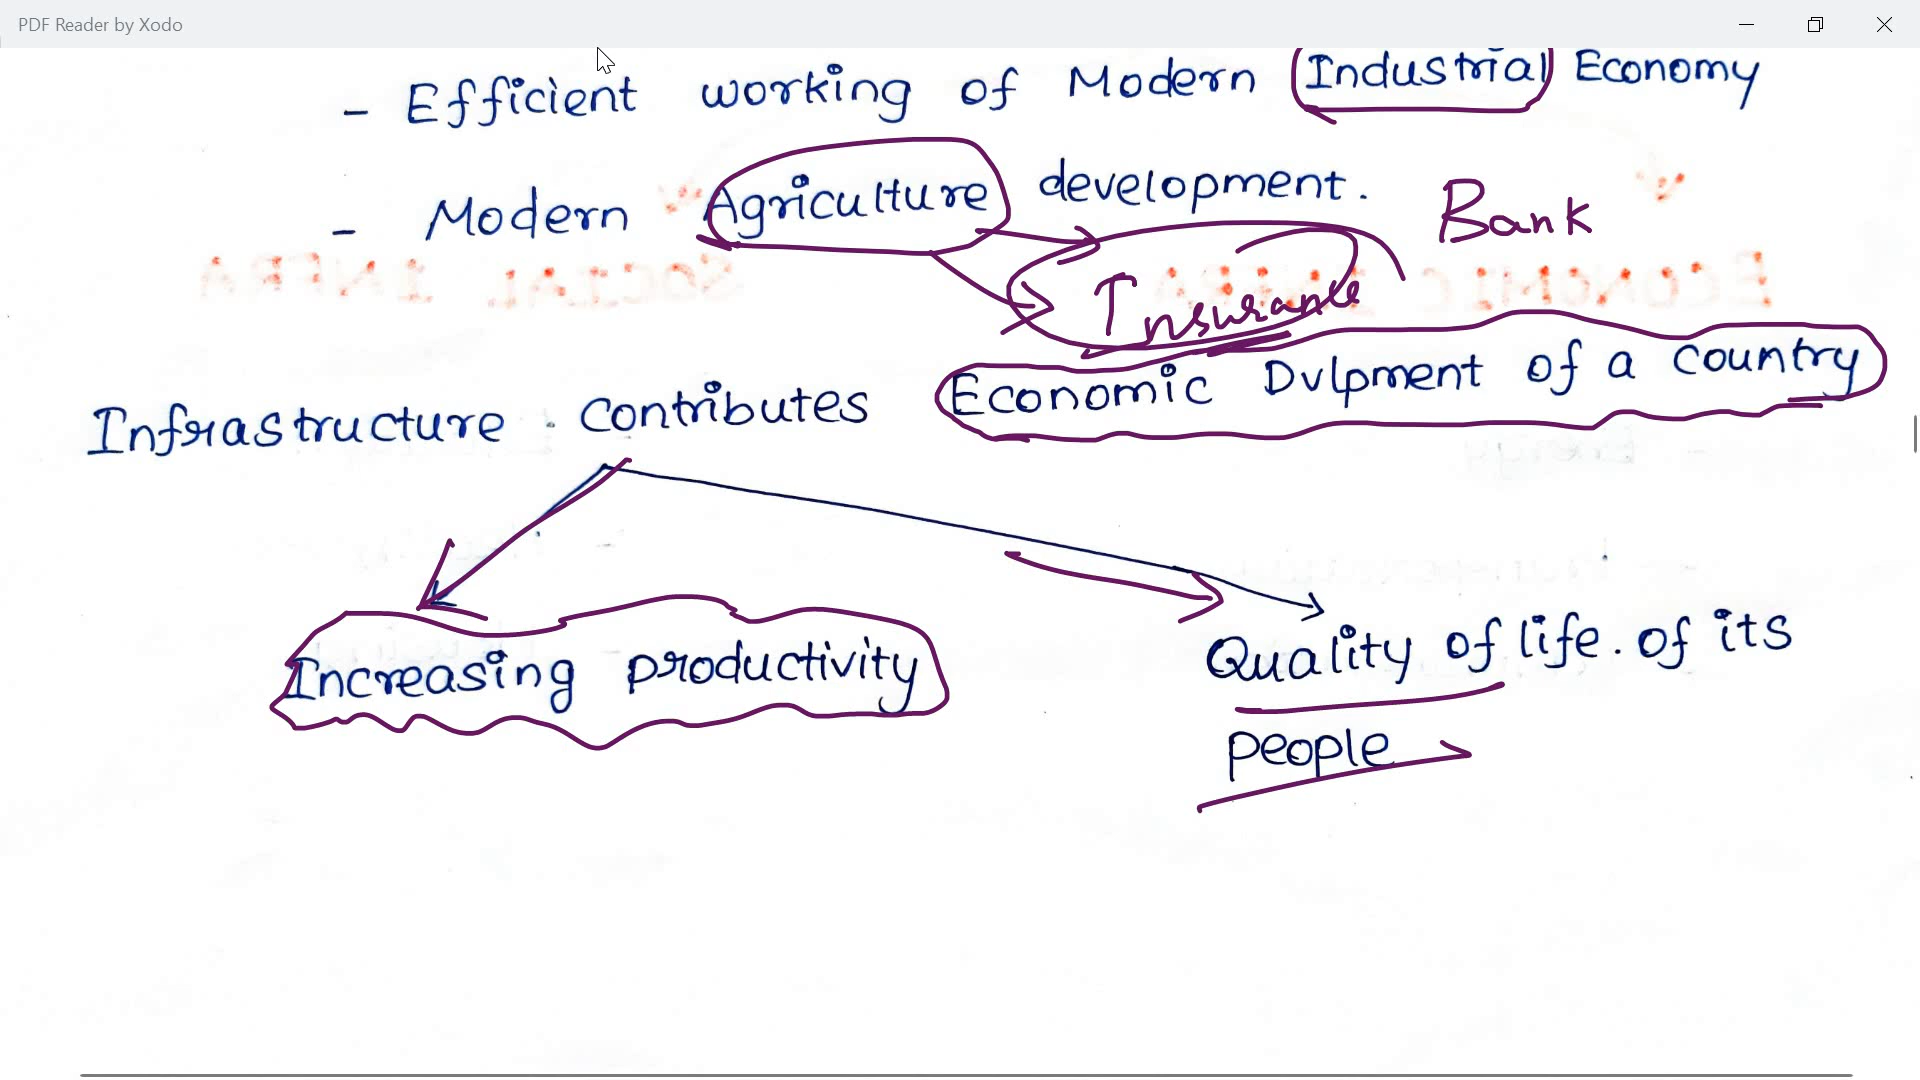 PDF Reader by Xodo
- Efficient working of Modern Industrial Economy
- Modern Agriculture development.
Bank
Insurance
Infrastructure contributes Economic Dvlpment of a country
Increasing productivity
Quality of life. of its
people